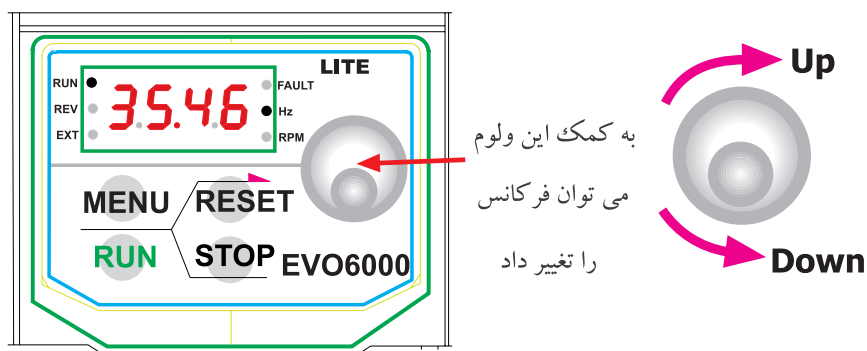 LITE
RUN
REV
EXT
35.46
FAULT
Hz
RPM
MENU
RESET
RUN
STOP
EVO6000
به کمک این ولوم
می توان فرکانس
را تغییر داد
Up
Down